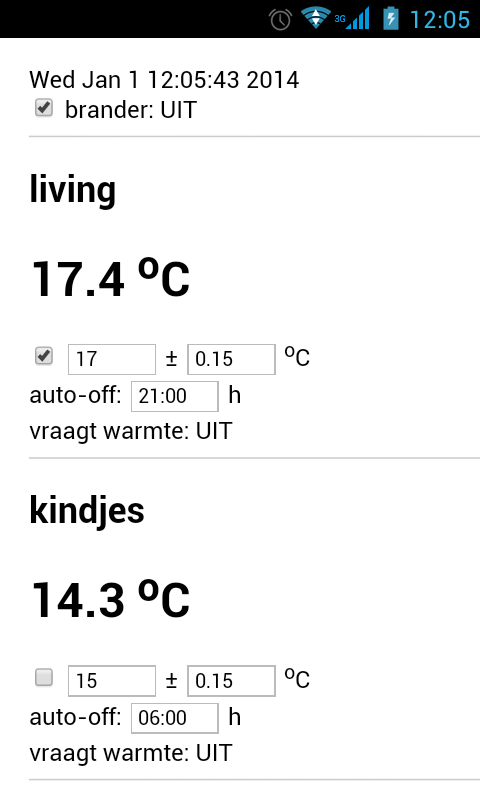 3G 12:05
Wed Jan 1 12:05:43 2014
brander: UIT
living
17.4 ºC
17 ± 0.15 ºC
auto-off: 21:00 h
vraagt warmte: UIT
kindjes
14.3 ºC
15 ± 0.15 ºC
auto-off: 06:00 h
vraagt warmte: UIT